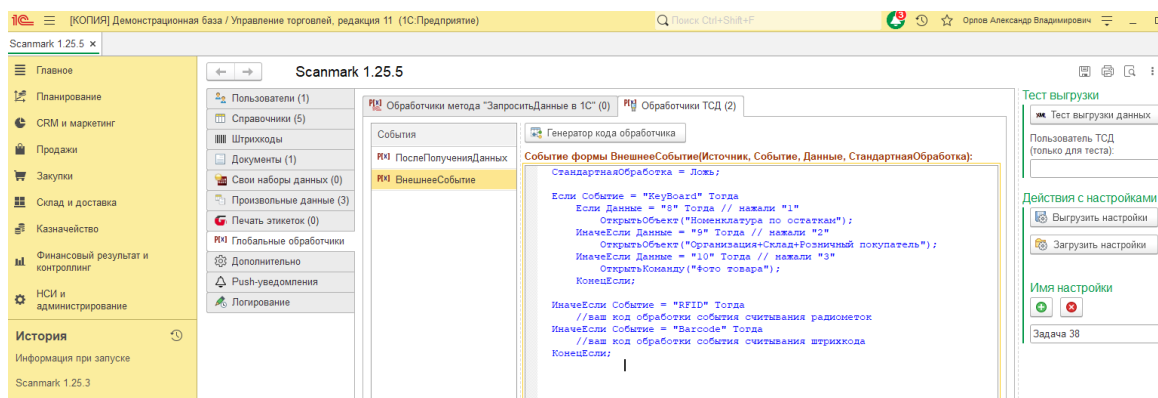 1С [КОПИЯ] Демонстрационная база / Управление торговлей, редакция 11 (1С:Предприятие) Поиск Ctrl+Shift+F Орлов Александр Владимирович
Scanmark 1.25.5 ×
Главное
Планирование
CRM и маркетинг
Продажи
Закупки
Склад и доставка
Казначейство
Финансовый результат и
контроллинг
НСИ и
администрирование
История
Информация при запуске
Scanmark 1.25.3
Scanmark 1.25.5
Пользователи (1)
Справочники (5)
Штрихкоды
Документы (1)
Свои наборы данных (0)
Произвольные данные (3)
Печать этикеток (0)
Глобальные обработчики
Дополнительно
Push-уведомления
Логирование
Обработчики метода "ЗапроситьДанные в 1С" (0) Обработчики ТСД (2)
События
ПослеПолученияДанных
ВнешнееСобытие
Генератор кода обработчика
Событие формы ВнешнееСобытие(Источник, Событие, Данные, СтандартнаяОбработка):
СтандартнаяОбработка = Ложь;
Если Событие = "KeyBoard" Тогда
Если Данные = "8" Тогда // нажали "1"
ОткрытьОбъект("Номенклатура по остаткам");
ИначеЕсли Данные = "9" Тогда // нажали "2"
ОткрытьОбъект("Организация+Склад+Розничный покупатель");
ИначеЕсли Данные = "10" Тогда // нажали "3"
ОткрытьКоманду("Фото товара");
КонецЕсли;
ИначеЕсли Событие = "RFID" Тогда
//ваш код обработки события считывания радиометок
ИначеЕсли Событие = "Barcode" Тогда
//ваш код обработки события считывания штрихкода
КонецЕсли;
Тест выгрузки
Тест выгрузки данных
Пользователь ТСД
(только для теста):
Действия с настройками
Выгрузить настройки
Загрузить настройки
Имя настройки
Задача 38